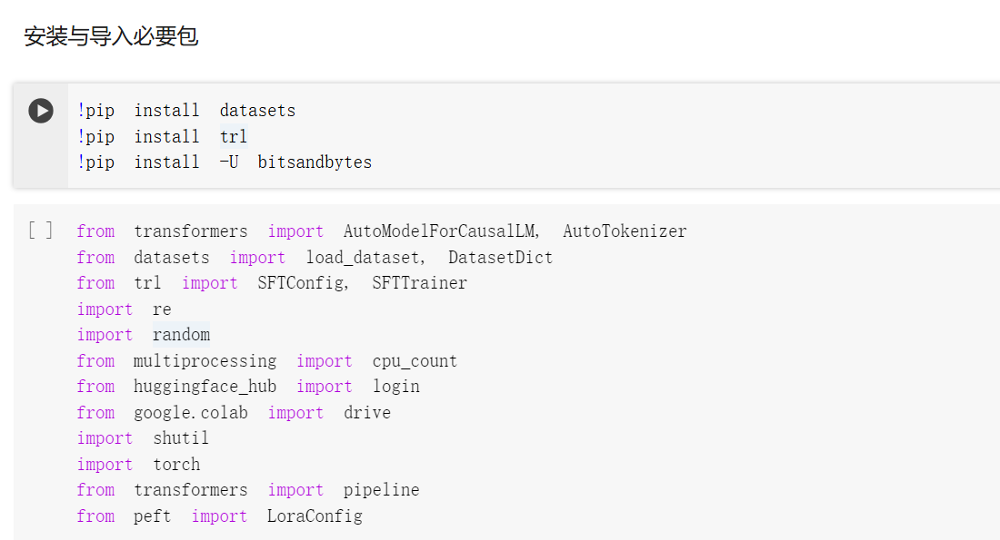 安装与导入必要包
!pip install datasets
!pip install trl
!pip install -U bitsandbytes
[ ] from transformers import AutoModelForCausalLM, AutoTokenizer
from datasets import load_dataset, DatasetDict
from trl import SFTConfig, SFTTrainer
import re
import random
from multiprocessing import cpu_count
from huggingface_hub import login
from google.colab import drive
import shutil
import torch
from transformers import pipeline
from peft import LoraConfig